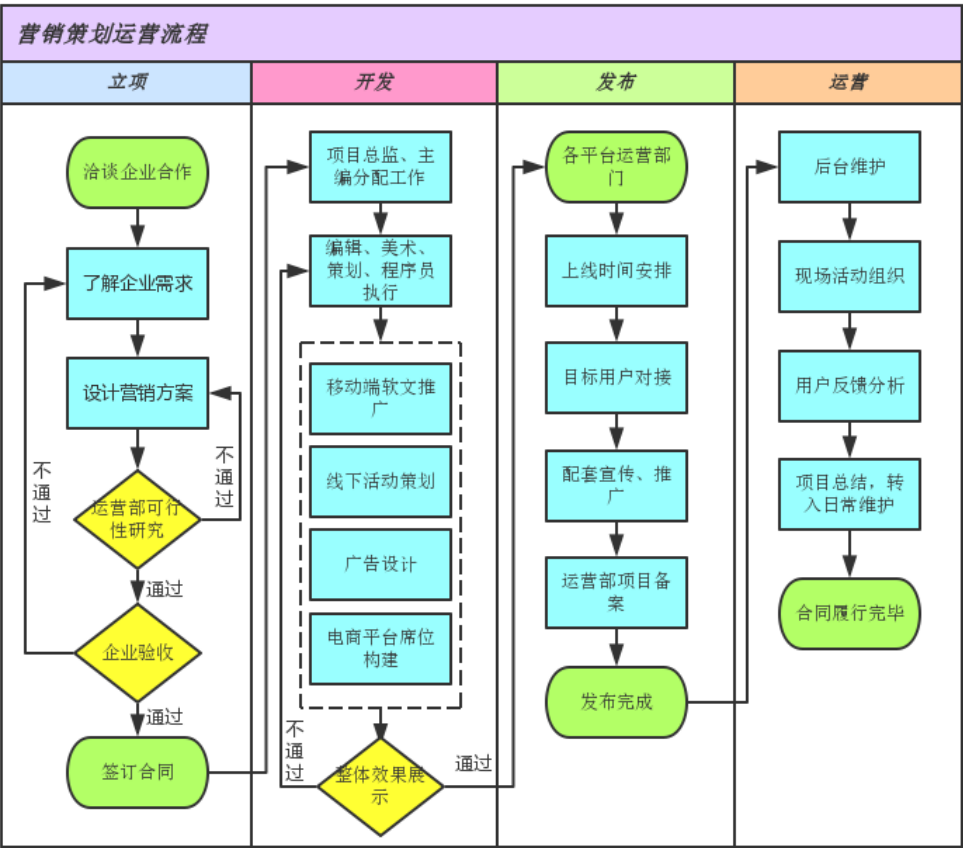 营销策划运营流程
立项
开发
发布
运营
洽谈企业合作
了解企业需求
设计营销方案
不
通
过
不
通
过
运营部可行
性研究
通过
企业验收
通过
签订合同
项目总监、主
编分配工作
编辑、美术、
策划、程序员
执行
移动端软文推
广
线下活动策划
广告设计
电商平台席位
构建
不
通
过
整体效果展
示
通过
各平台运营部
门
上线时间安排
目标用户对接
配套宣传、推
广
运营部项目备
案
发布完成
后台维护
现场活动组织
用户反馈分析
项目总结，转
入日常维护
合同履行完毕